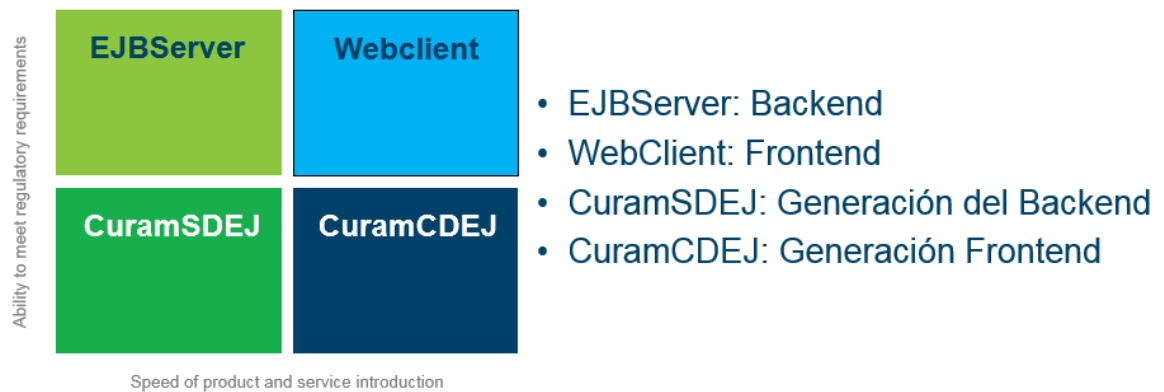 Ability to meet regulatory requirements
EJBServer
Webclient
CuramSDEJ
CuramCDEJ
Speed of product and service introduction
• EJBServer: Backend
• WebClient: Frontend
• CuramSDEJ: Generación del Backend
• CuramCDEJ: Generación Frontend